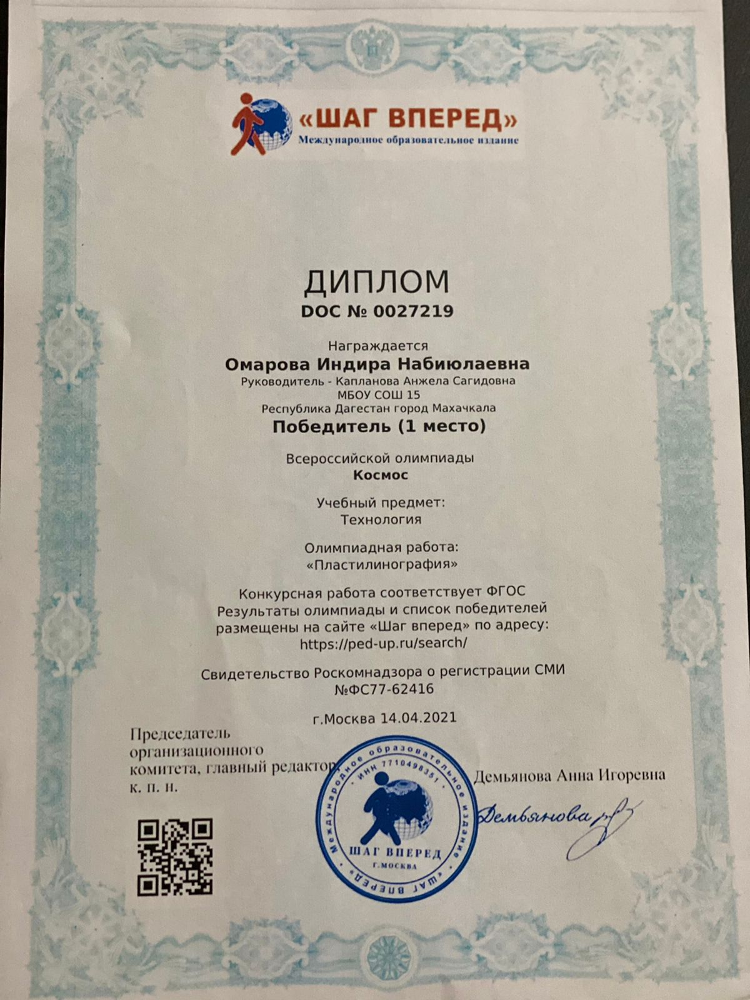 «ШАГ ВПЕРЕД»
Международное образовательное издание
ДИПЛОМ
DOC № 0027219
Награждается
Омарова Индира Набиюлаевна
Руководитель - Капланова Анжела Сагидовна
МБОУ СОШ 15
Республика Дагестан город Махачкала
Победитель (1 место)
Всероссийской олимпиады
Космос
Учебный предмет:
Технология
Олимпиадная работа:
«Пластилинография»
Конкурсная работа соответствует ФГОС
Результаты олимпиады и список победителей
размещены на сайте «Шаг вперед» по адресу:
https://ped-up.ru/search/
Свидетельство Роскомнадзора о регистрации СМИ
№ФС77-62416
г.Москва 14.04.2021
Председатель
организационного
комитета, главный редактор
к. п. н.
Международное образовательное издание • «ШАГ ВПЕРЕД» •
• ИНН 7710498351 •
ШАГ ВПЕРЕД
г.МОСКВА
Демьянова Анна Игоревна
Демьянова